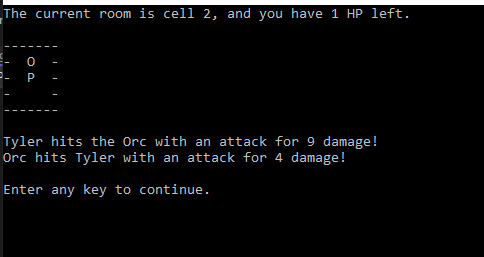 The current room is cell 2, and you have 1 HP left.
-------
-  O  -
-  P  -
-     -
-------
Tyler hits the Orc with an attack for 9 damage!
Orc hits Tyler with an attack for 4 damage!
Enter any key to continue.